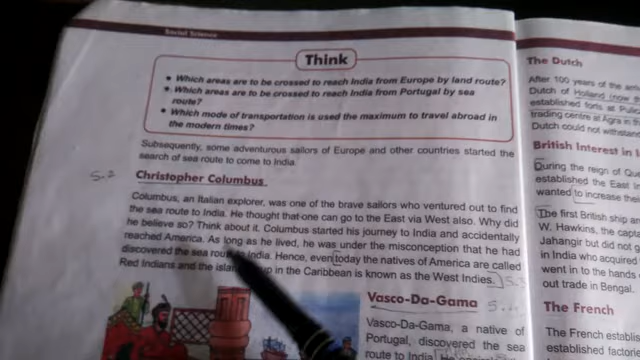 Social Science
Think
• Which areas are to be crossed to reach India from Europe by land route?
• Which areas are to be crossed to reach India from Portugal by sea
route?
• Which mode of transportation is used the maximum to travel abroad in
the modern times?
Subsequently, some adventurous sailors of Europe and other countries started the
search of sea route to come to India.
5.2
Christopher Columbus
Columbus, an Italian explorer, was one of the brave sailors who ventured out to find
the sea route to India. He thought that one can go to the East via West also. Why did
he believe so? Think about it. Columbus started his journey to India and accidentally
reached America. As long as he lived, he was under the misconception that he had
discovered the sea India. Hence, even today the natives of America are called
Red Indians and the up in the Caribbean is known as the West Indies.
Vasco-Da-Gama
Vasco-Da-Gama, a native of
Portugal, discovered the sea
route to India
The Dutch
After 100 years of the
Dutch of Holland (now
established forts at
trading centre at Agra in
Dutch could not
British Interest in
During the reign of
established the East
wanted to increase
The first British ship
W. Hawkins, the
Jahangir but did not
in India who acquired
went in to the hands
out trade in Bengal.
The French
The French
established